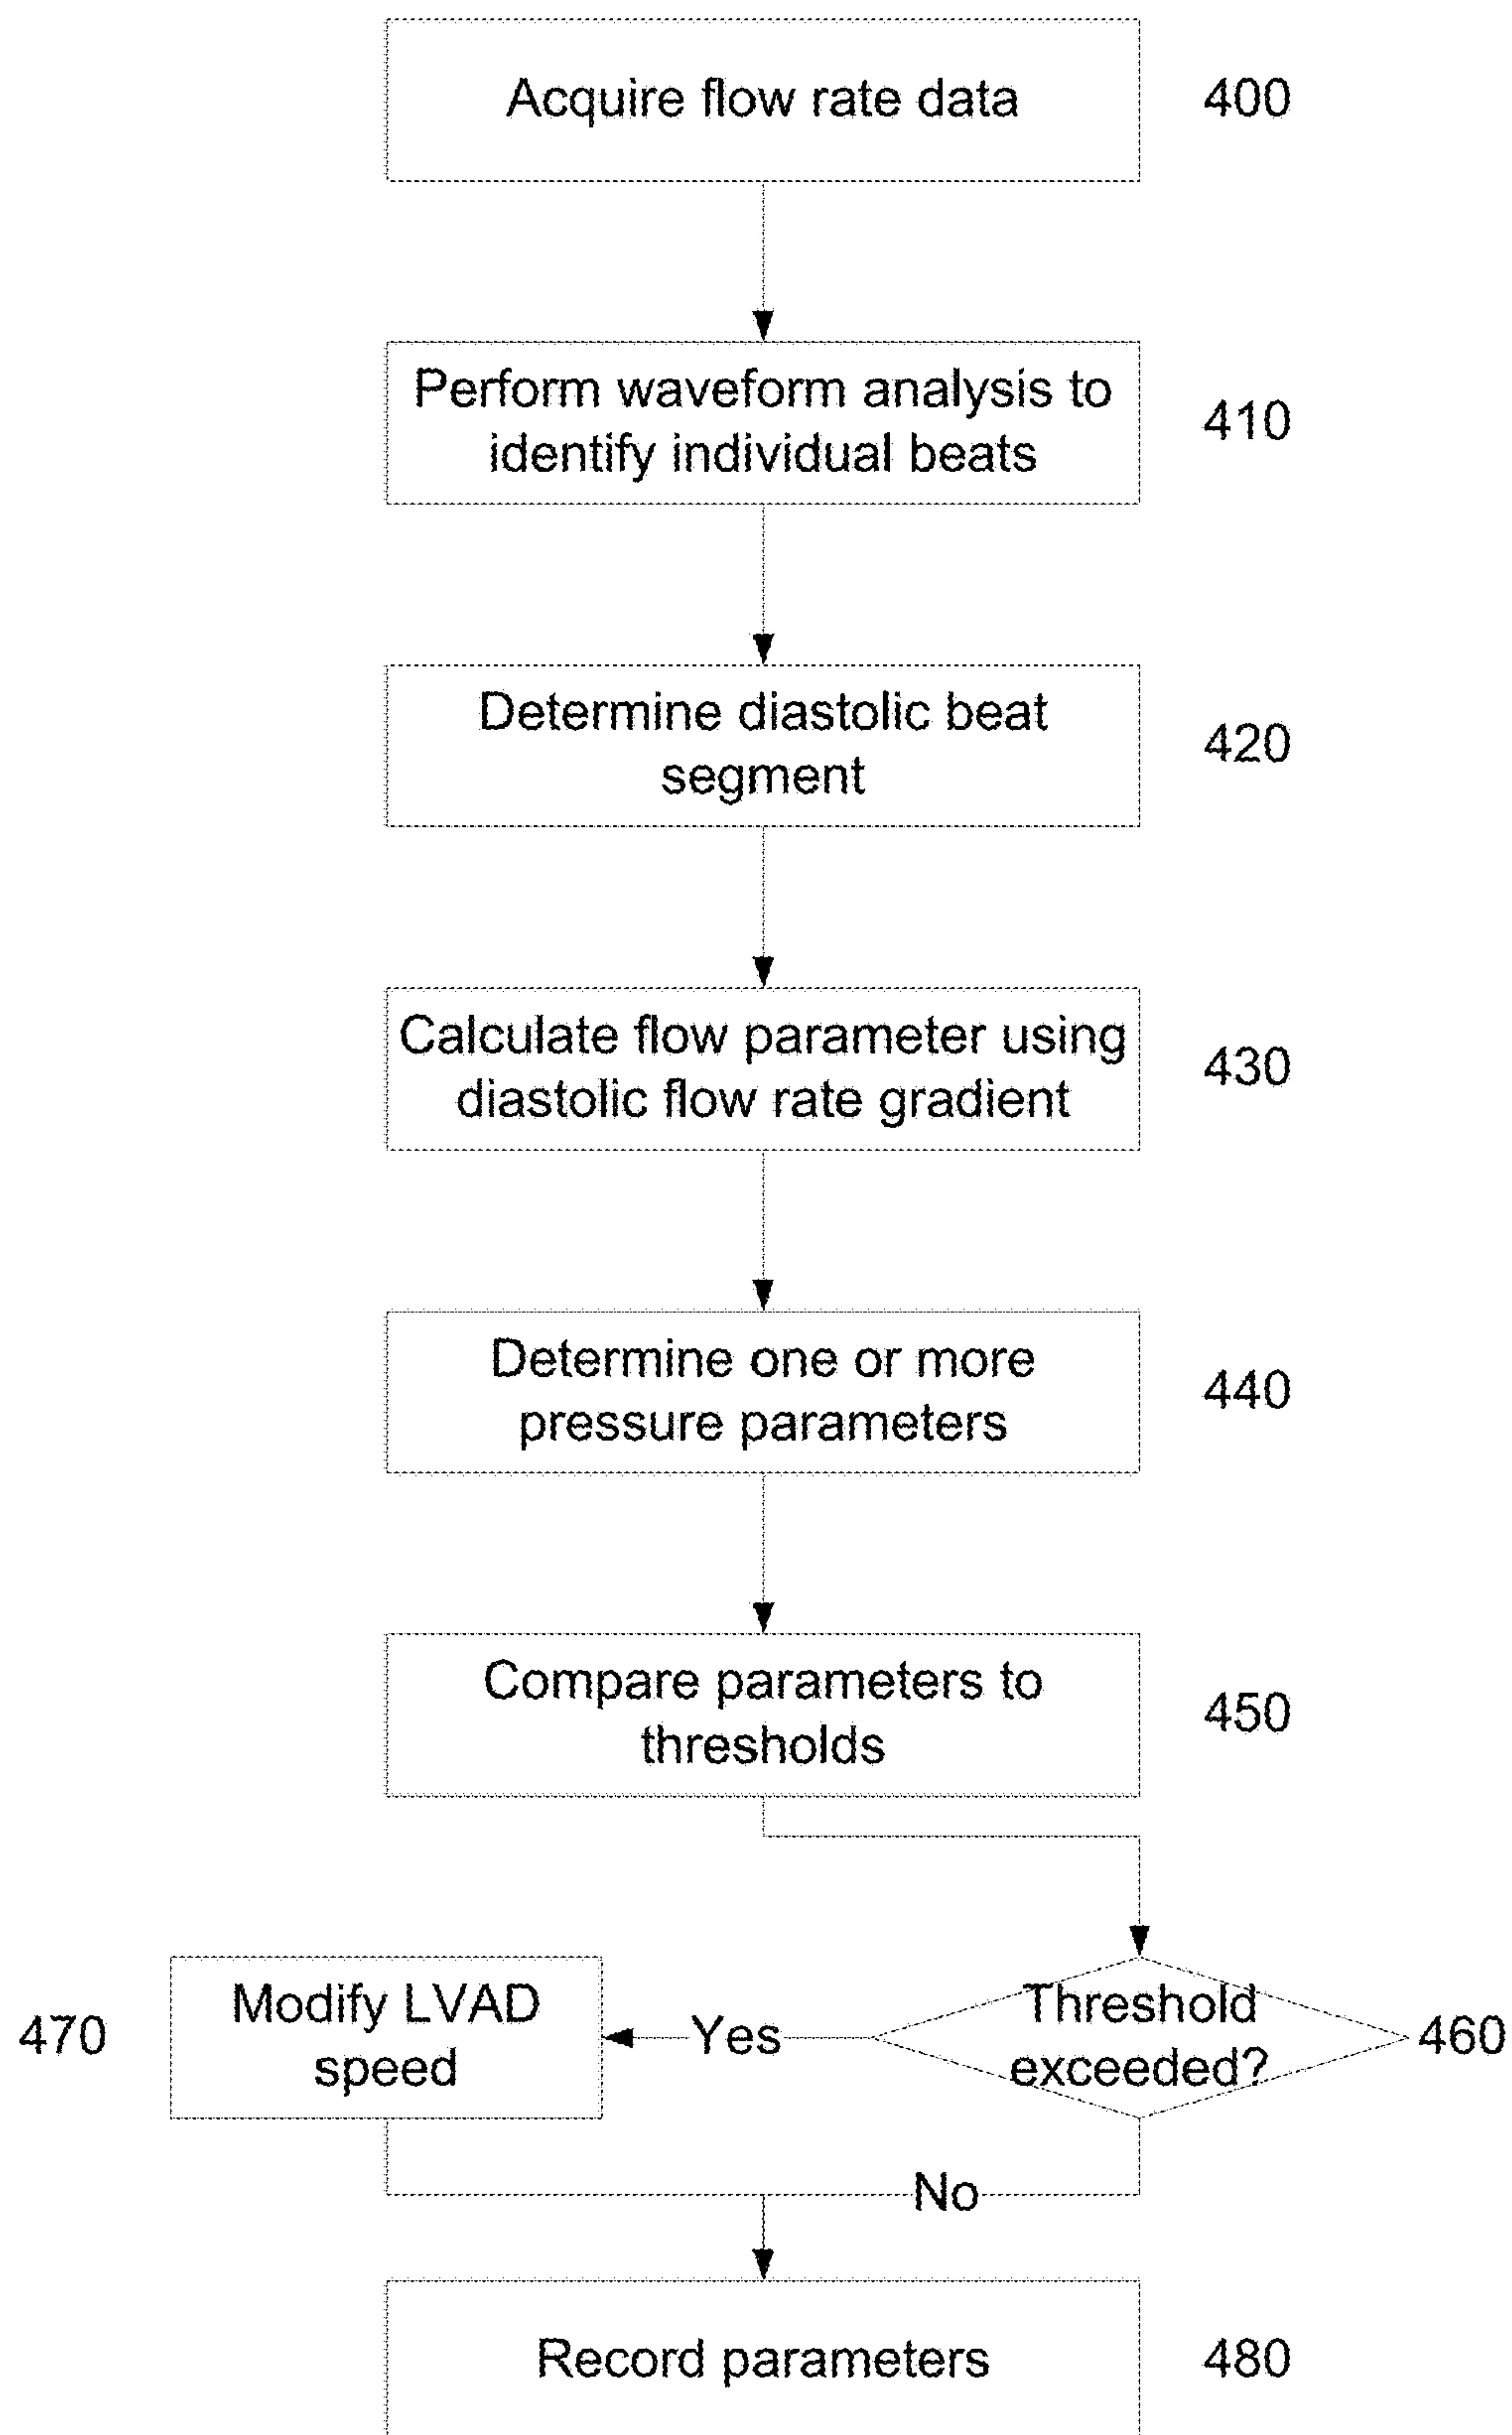 Acquire flow rate data
400
Perform waveform analysis to
identify individual beats
410
Determine diastolic beat
segment
420
Calculate flow parameter using
diastolic flow rate gradient
430
Determine one or more
pressure parameters
440
Compare parameters to
thresholds
450
470
Modify LVAD
speed
Yes
Threshold
exceeded?
460
No
Record parameters
480